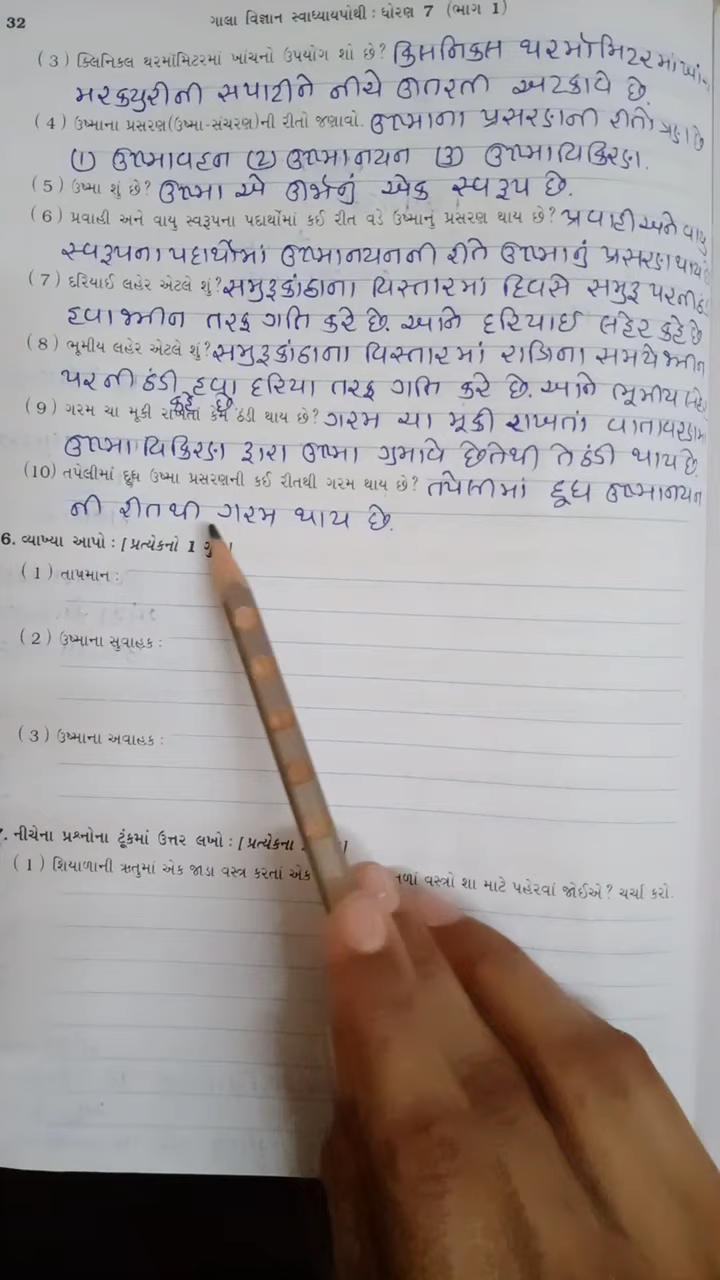 32
ગાલા વિજ્ઞાન સ્વાધ્યાયપોથી : ધોરણ 7 (ભાગ 1)
(3) ક્લિનિકલ થરમૉમિટરમાં ખાંચનો ઉપયોગ શો છે? ક્લિનિકલ થરમૉમિટરમાં
મરક્યુરીની સપાટીને નીચે ઊતરતી અટકાવે છે.
(4) ઉષ્માના પ્રસરણ(ઉષ્મા-સંચરણ)ની રીતો જણાવો. ઉષ્માના પ્રસરણની રીતો ત્રણ છે
(1) ઉષ્માવહન (2) ઉષ્માનયન (3) ઉષ્માવિકિરણ.
(5) ઉષ્મા શું છે? ઉષ્મા એ ઊર્જાનું એક સ્વરૂપ છે.
(6) પ્રવાહી અને વાયુ સ્વરૂપના પદાર્થોમાં કઈ રીત વડે ઉષ્માનું પ્રસરણ થાય છે? પ્રવાહી અને વાયુ
સ્વરૂપના પદાર્થોમાં ઉષ્માનયનની રીતે ઉષ્માનું પ્રસરણ થાય
(7) દરિયાઈ લહેર એટલે શું? સમુદ્રકાંઠાના વિસ્તારમાં દિવસે સમુદ્ર પરની
હવા જમીન તરફ ગતિ કરે છે. આને દરિયાઈ લહેર કહે છે
(8) ભૂમીય લહેર એટલે શું? સમુદ્રકાંઠાના વિસ્તારમાં રાત્રિના સમયે જમીન
પરની ઠંડી હવા દરિયા તરફ ગતિ કરે છે. આને ભૂમીય લહેર
કહે છે
(9) ગરમ ચા મૂકી રાખતાં કેમ ઠંડી થાય છે? ગરમ ચા મૂકી રાખતાં વાતાવરણમાં
ઉષ્માવિકિરણ દ્વારા ઉષ્મા ગુમાવે છે તેથી તે ઠંડી થાય છે.
(10) તપેલીમાં દૂધ ઉષ્મા પ્રસરણની કઈ રીતથી ગરમ થાય છે? તપેલીમાં દૂધ ઉષ્માનયન
ની રીતથી ગરમ થાય છે.
6. વ્યાખ્યા આપો : [ પ્રત્યેકનો 1
(1) તાપમાન :
(2) ઉષ્માના સુવાહક :
(3) ઉષ્માના અવાહક :
. નીચેના પ્રશ્નોના ટૂંકમાં ઉત્તર લખો : [ પ્રત્યેકના
(1) શિયાળાની ઋતુમાં એક જાડા વસ્ત્ર કરતાં એક વસ્ત્રો શા માટે પહેરવાં જોઈએ? ચર્ચા કરો.